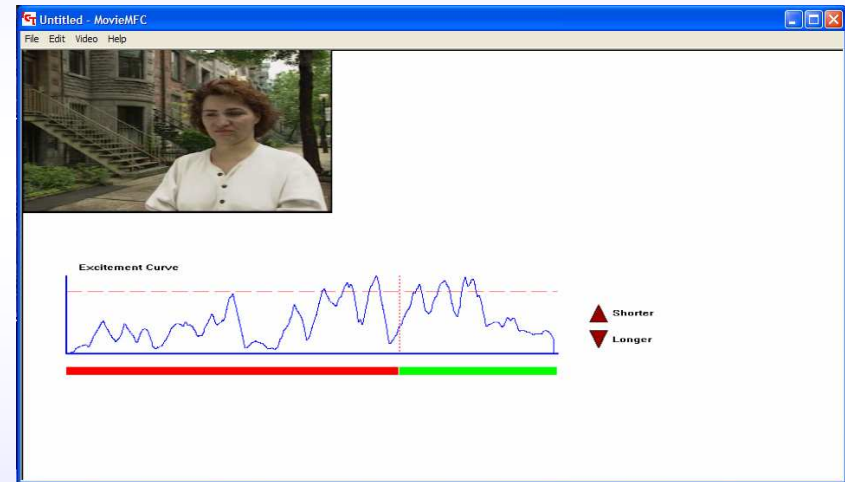 Untitled - MovieMFC
File Edit Video Help
Excitement Curve
Shorter
Longer